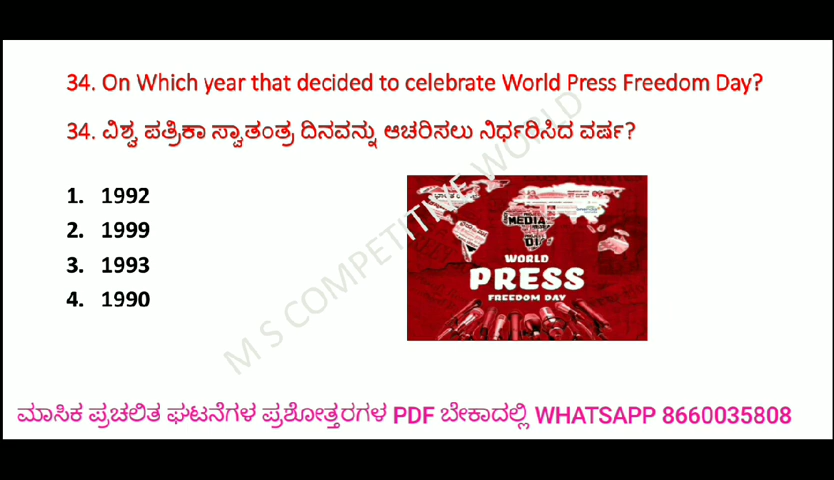 34. On Which year that decided to celebrate World Press Freedom Day?
34. ವಿಶ್ವ ಪತ್ರಿಕಾ ಸ್ವಾತಂತ್ರ ದಿನವನ್ನು ಆಚರಿಸಲು ನಿರ್ಧರಿಸಿದ ವರ್ಷ?
1. 1992
2. 1999
3. 1993
4. 1990
MEDIA
WORLD
PRESS
FREEDOM DAY
M S COMPETITIVE WORLD
ಮಾಸಿಕ ಪ್ರಚಲಿತ ಘಟನೆಗಳ ಪ್ರಶೋತ್ತರಗಳ PDF ಬೇಕಾದಲ್ಲಿ WHATSAPP 8660035808